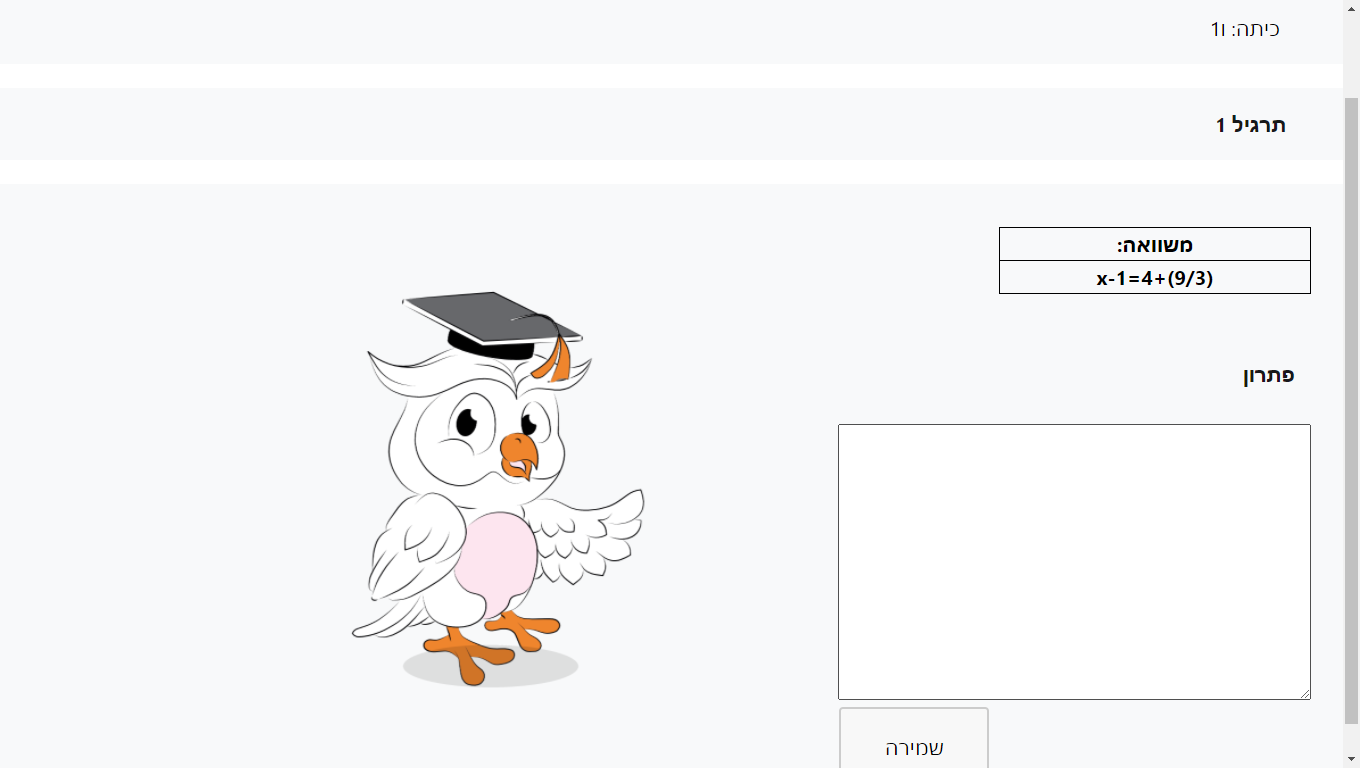 כיתה: ו1
תרגיל 1
משוואה:
x-1=4+(9/3)
פתרון
שמירה